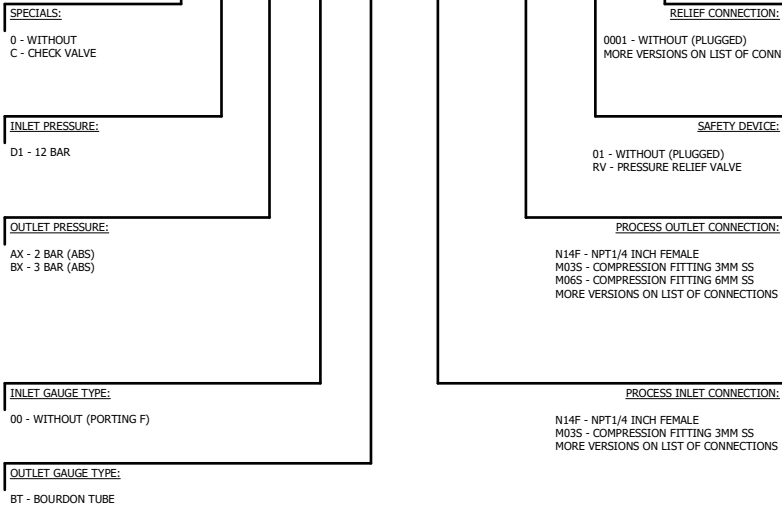 SPECIALS:
0 - WITHOUT
C - CHECK VALVE
INLET PRESSURE:
D1 - 12 BAR
OUTLET PRESSURE:
AX - 2 BAR (ABS)
BX - 3 BAR (ABS)
INLET GAUGE TYPE:
00 - WITHOUT (PORTING F)
OUTLET GAUGE TYPE:
BT - BOURDON TUBE
RELIEF CONNECTION:
0001 - WITHOUT (PLUGGED)
MORE VERSIONS ON LIST OF CONN
SAFETY DEVICE:
01 - WITHOUT (PLUGGED)
RV - PRESSURE RELIEF VALVE
PROCESS OUTLET CONNECTION:
N14F - NPT1/4 INCH FEMALE
M03S - COMPRESSION FITTING 3MM SS
M06S - COMPRESSION FITTING 6MM SS
MORE VERSIONS ON LIST OF CONNECTIONS
PROCESS INLET CONNECTION:
N14F - NPT1/4 INCH FEMALE
M03S - COMPRESSION FITTING 3MM SS
MORE VERSIONS ON LIST OF CONNECTIONS